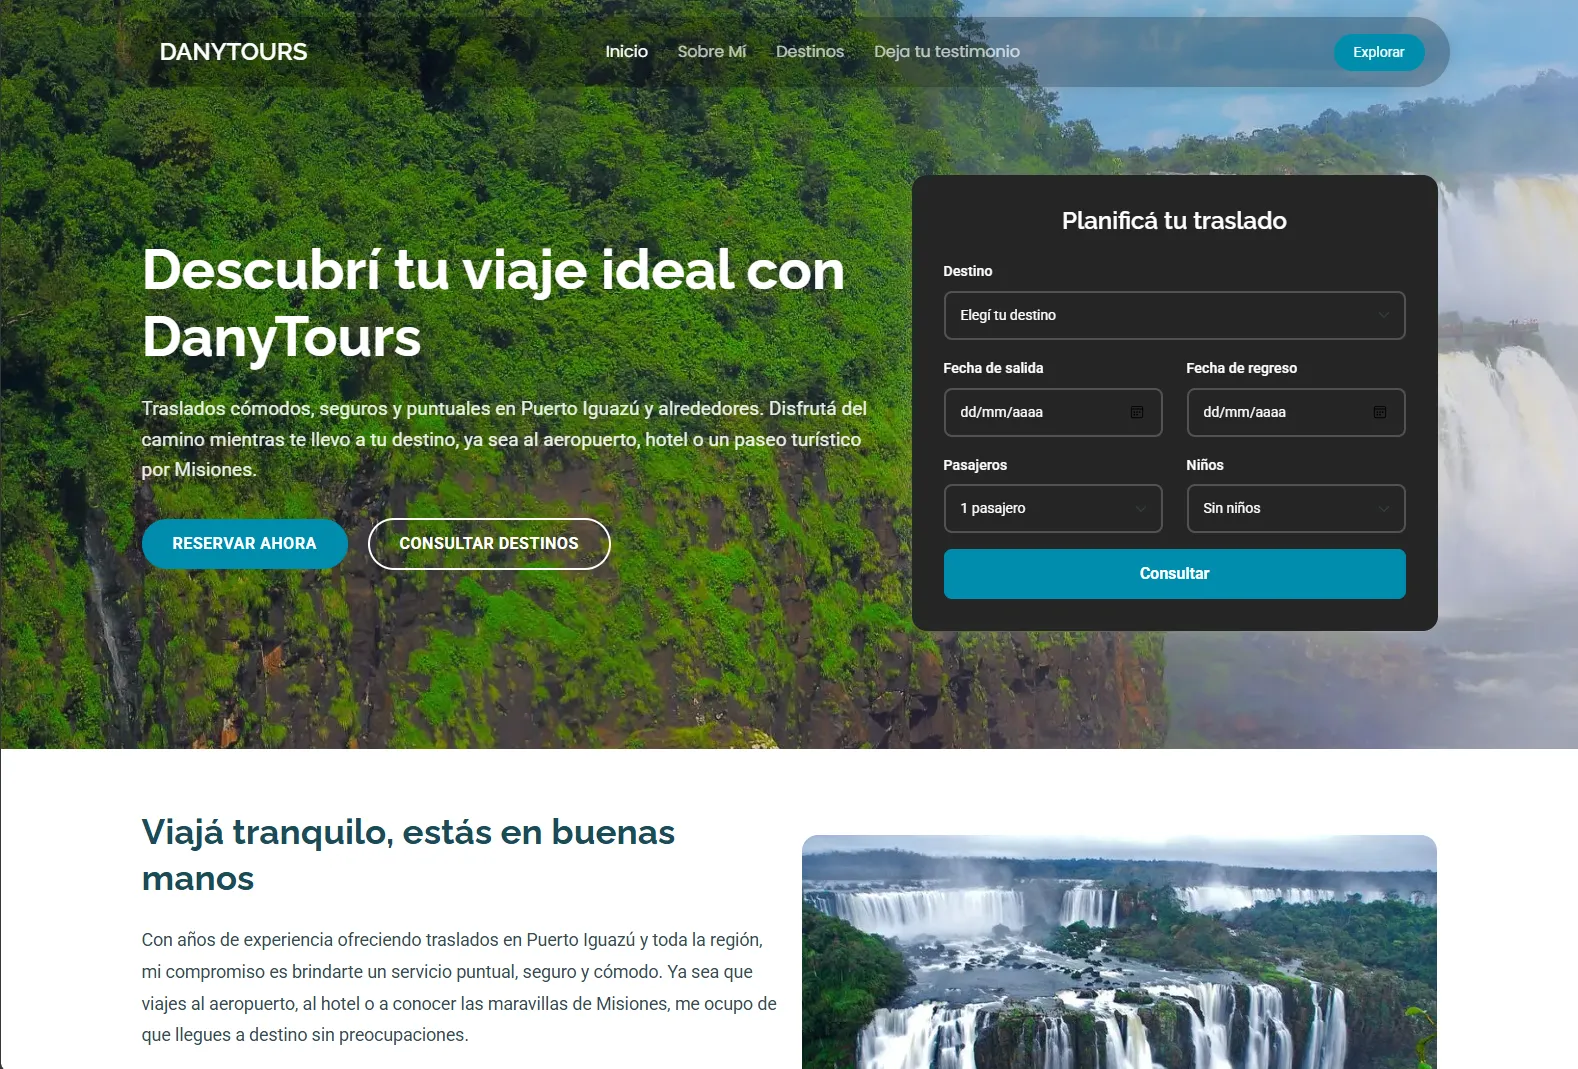 DANYTOURS
Inicio
Sobre Mí
Destinos
Deja tu testimonio
Explorar
Descubrí tu viaje ideal con
DanyTours
Traslados cómodos, seguros y puntuales en Puerto Iguazú y alrededores. Disfrutá del
camino mientras te llevo a tu destino, ya sea al aeropuerto, hotel o un paseo turístico
por Misiones.
RESERVAR AHORA
CONSULTAR DESTINOS
Planificá tu traslado
Destino
Elegí tu destino
Fecha de salida
Fecha de regreso
dd/mm/aaaa
dd/mm/aaaa
Pasajeros
Niños
1 pasajero
Sin niños
Consultar
Viajá tranquilo, estás en buenas
manos
Con años de experiencia ofreciendo traslados en Puerto Iguazú y toda la región,
mi compromiso es brindarte un servicio puntual, seguro y cómodo. Ya sea que
viajes al aeropuerto, al hotel o a conocer las maravillas de Misiones, me ocupo de
que llegues a destino sin preocupaciones.